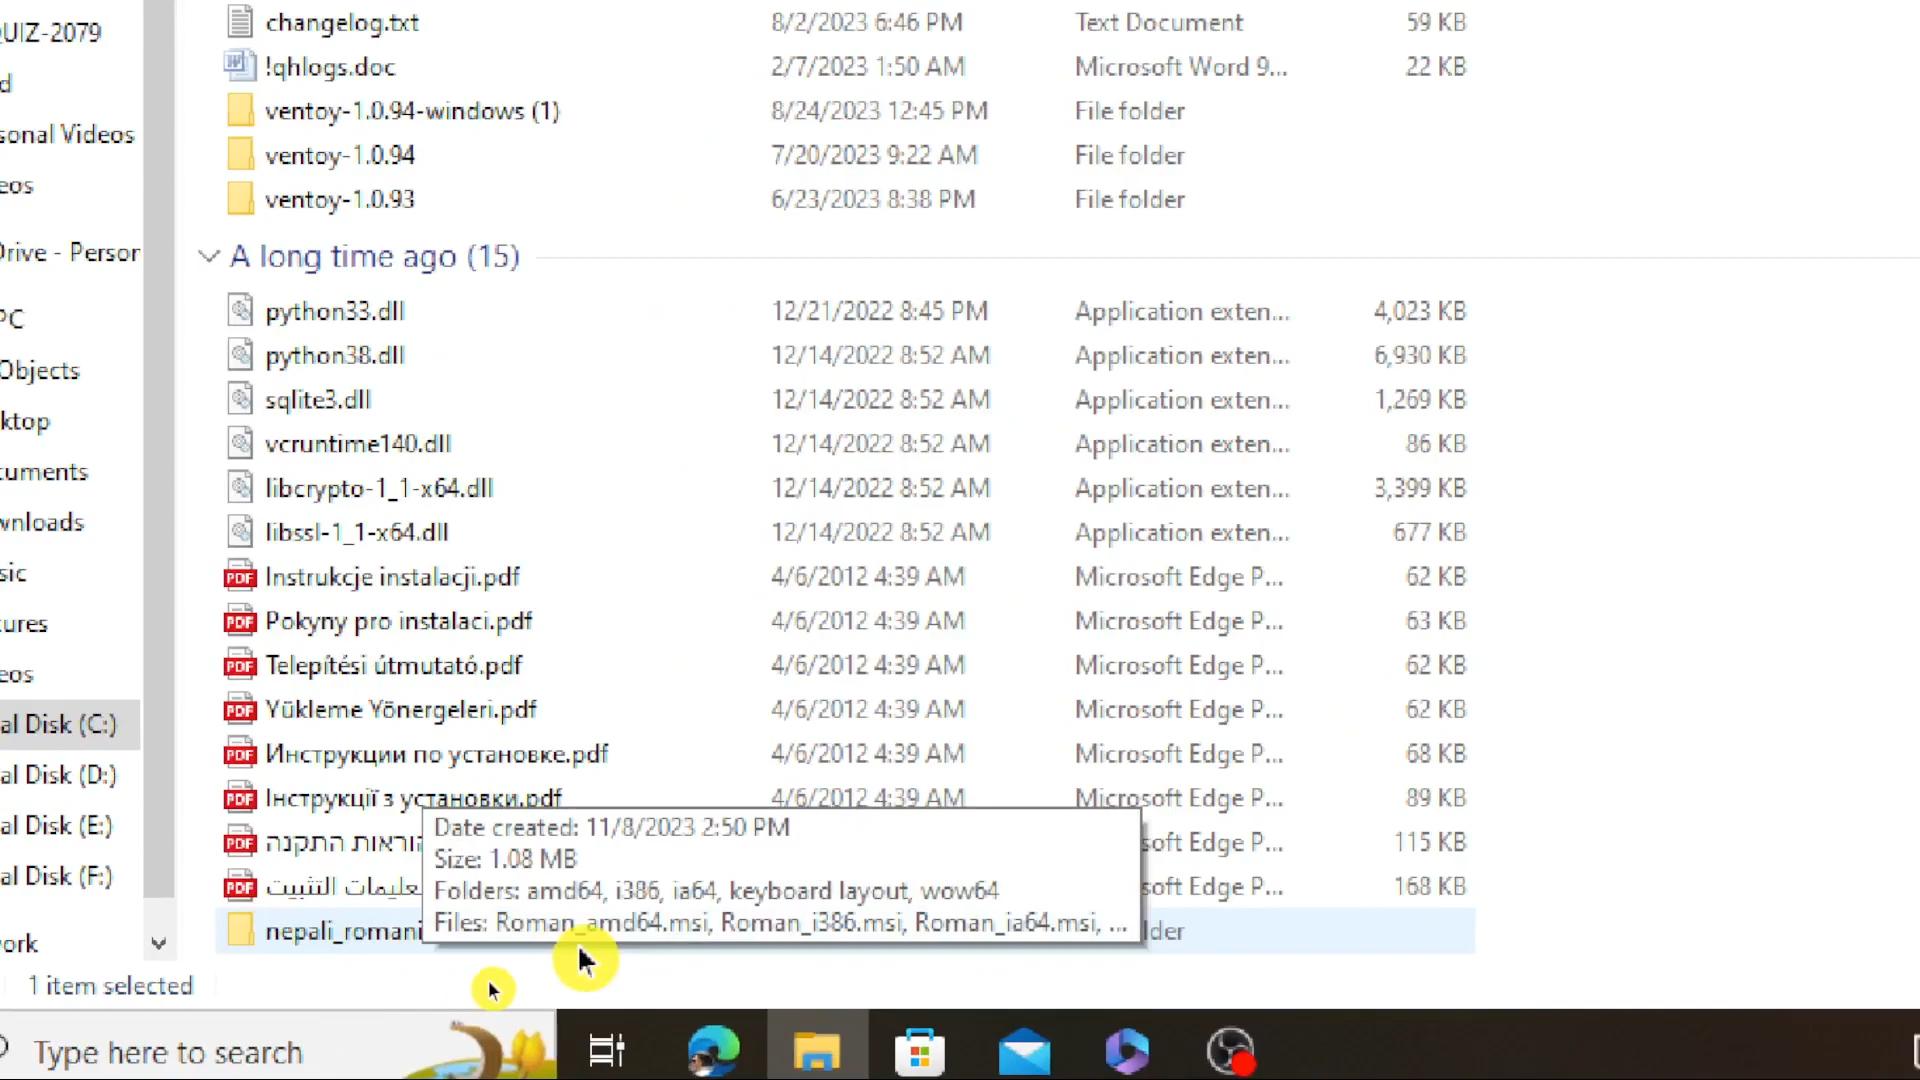 UIZ-2079
d
sonal Videos
eos
Drive - Person
PC
Objects
ktop
cuments
wnloads
sic
ures
eos
al Disk (C:)
al Disk (D:)
al Disk (E:)
al Disk (F:)
ork
changelog.txt 8/2/2023 6:46 PM Text Document 59 KB
!qhlogs.doc 2/7/2023 1:50 AM Microsoft Word 9... 22 KB
ventoy-1.0.94-windows (1) 8/24/2023 12:45 PM File folder
ventoy-1.0.94 7/20/2023 9:22 AM File folder
ventoy-1.0.93 6/23/2023 8:38 PM File folder
A long time ago (15)
python33.dll 12/21/2022 8:45 PM Application exten... 4,023 KB
python38.dll 12/14/2022 8:52 AM Application exten... 6,930 KB
sqlite3.dll 12/14/2022 8:52 AM Application exten... 1,269 KB
vcruntime140.dll 12/14/2022 8:52 AM Application exten... 86 KB
libcrypto-1_1-x64.dll 12/14/2022 8:52 AM Application exten... 3,399 KB
libssl-1_1-x64.dll 12/14/2022 8:52 AM Application exten... 677 KB
Instrukcje instalacji.pdf 4/6/2012 4:39 AM Microsoft Edge P... 62 KB
Pokyny pro instalaci.pdf 4/6/2012 4:39 AM Microsoft Edge P... 63 KB
Telepítési útmutató.pdf 4/6/2012 4:39 AM Microsoft Edge P... 62 KB
Yükleme Yönergeleri.pdf 4/6/2012 4:39 AM Microsoft Edge P... 62 KB
Инструкции по установке.pdf 4/6/2012 4:39 AM Microsoft Edge P... 68 KB
Інструкції з установки.pdf 4/6/2012 4:39 AM Microsoft Edge P... 89 KB
הוראות התקנה soft Edge P... 115 KB
تعليمات التثبيت soft Edge P... 168 KB
nepali_romani lder
Date created: 11/8/2023 2:50 PM
Size: 1.08 MB
Folders: amd64, i386, ia64, keyboard layout, wow64
Files: Roman_amd64.msi, Roman_i386.msi, Roman_ia64.msi, ...
1 item selected
Type here to search